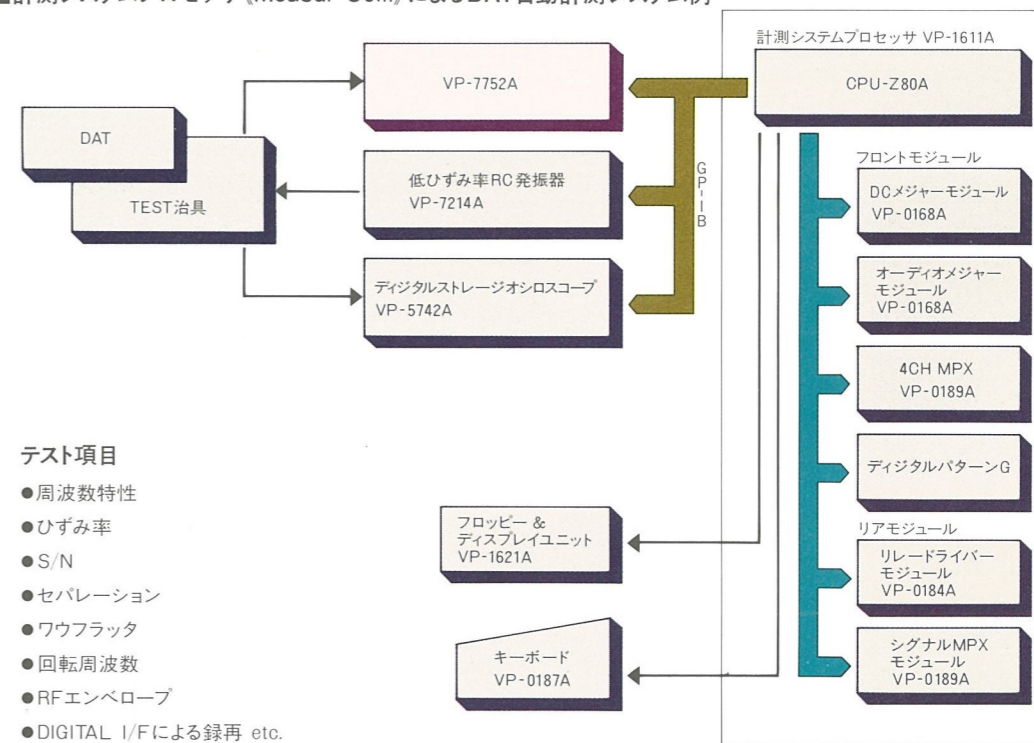 計測システムプロセッサ VP-1611A
CPU-Z80A
VP-7752A
DAT
TEST治具
低ひずみ率RC発振器
VP-7214A
ディジタルストレージオシロスコープ
VP-5742A
GP-IB
フロントモジュール
DCメジャーモジュール
VP-0168A
オーディオメジャー
モジュール
VP-0168A
4CH MPX
VP-0189A
ディジタルパターンG
リアモジュール
リレードライバー
モジュール
VP-0184A
シグナルMPX
モジュール
VP-0189A
フロッピー &
ディスプレイユニット
VP-1621A
キーボード
VP-0187A
テスト項目
●周波数特性
●ひずみ率
●S/N
●セパレーション
●ワウフラッタ
●回転周波数
●RFエンベロープ
●DIGITAL I/Fによる録再 etc.